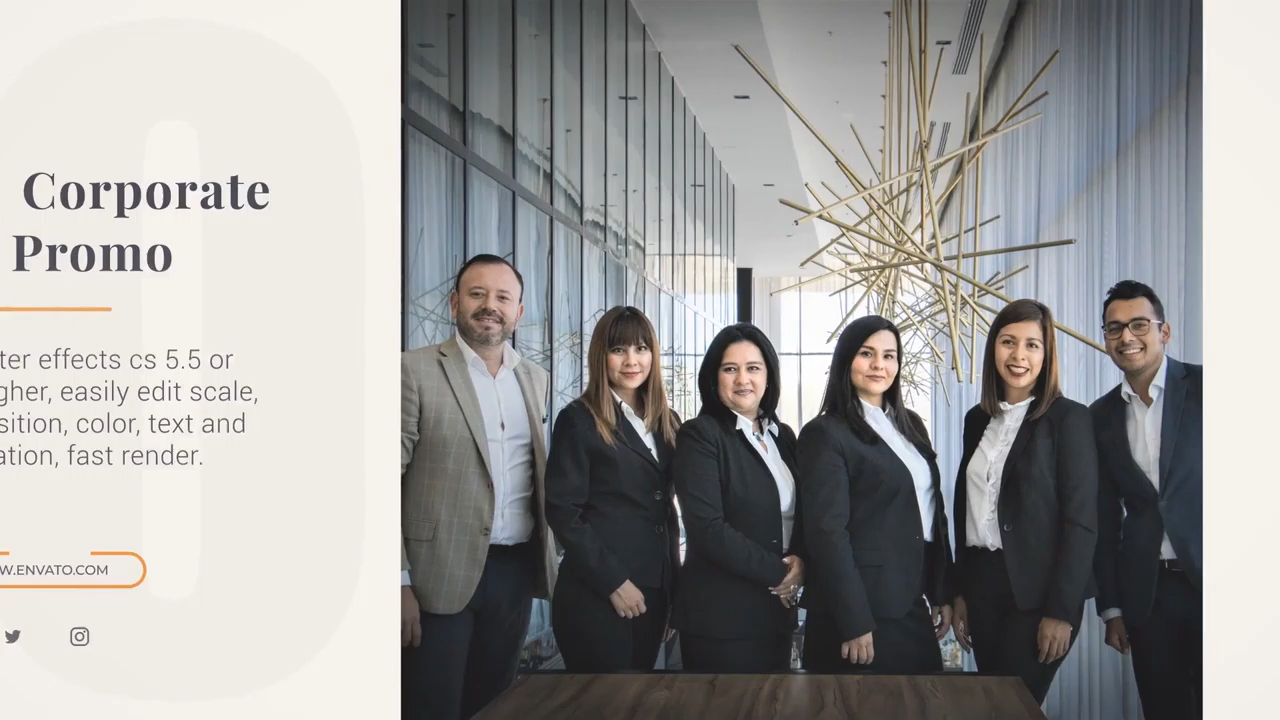 Corporate
Promo
ter effects cs 5.5 or
gher, easily edit scale,
sition, color, text and
ation, fast render.
W.ENVATO.COM